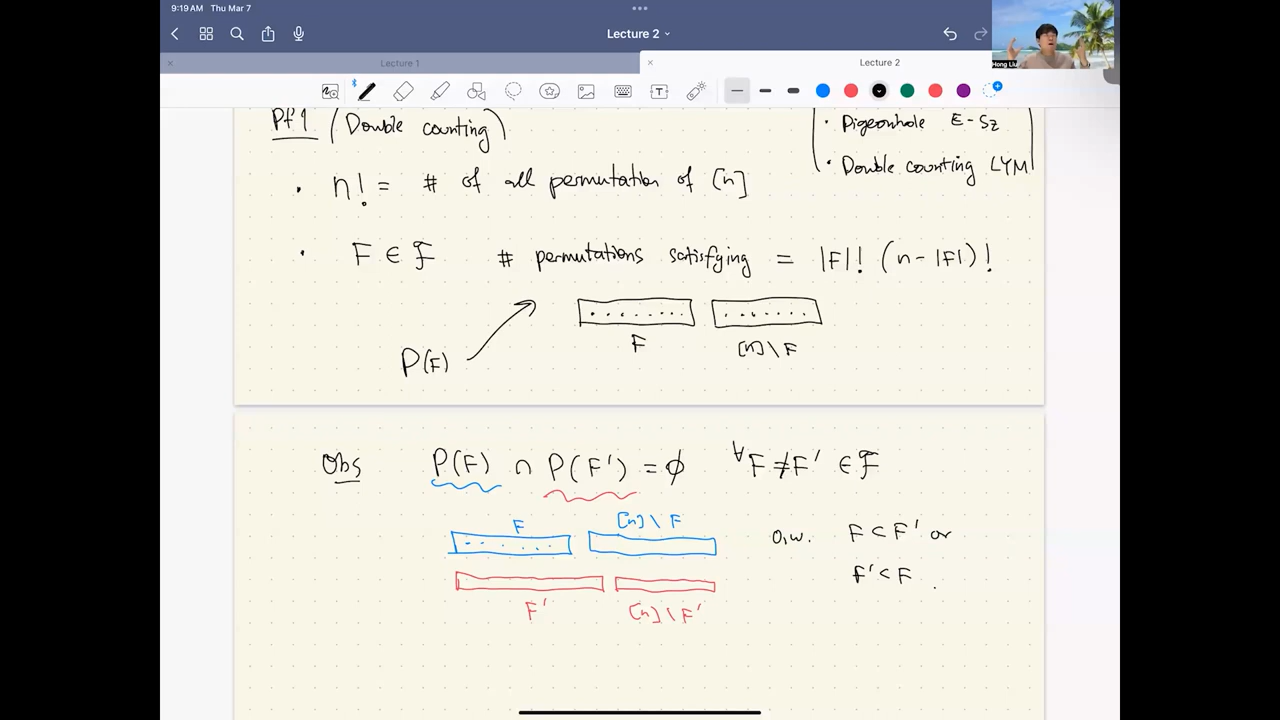 9:19 AM Thu Mar 7
Lecture 2
Hong Liu
Lecture 1
Lecture 2
Pf 1 (Double counting)
· Pigeonhole E-Sz
· Double counting LYM
· n! = # of all permutation of [n]
· F ∈ ℱ # permutations satisfying = |F|! (n-|F|)!
F [n]\F
P(F)
Obs P(F) ∩ P(F') = ϕ ∀F≠F' ∈ ℱ
F [n]\F
o.w. F ⊂ F' or
F' ⊂ F.
F' [n]\F'